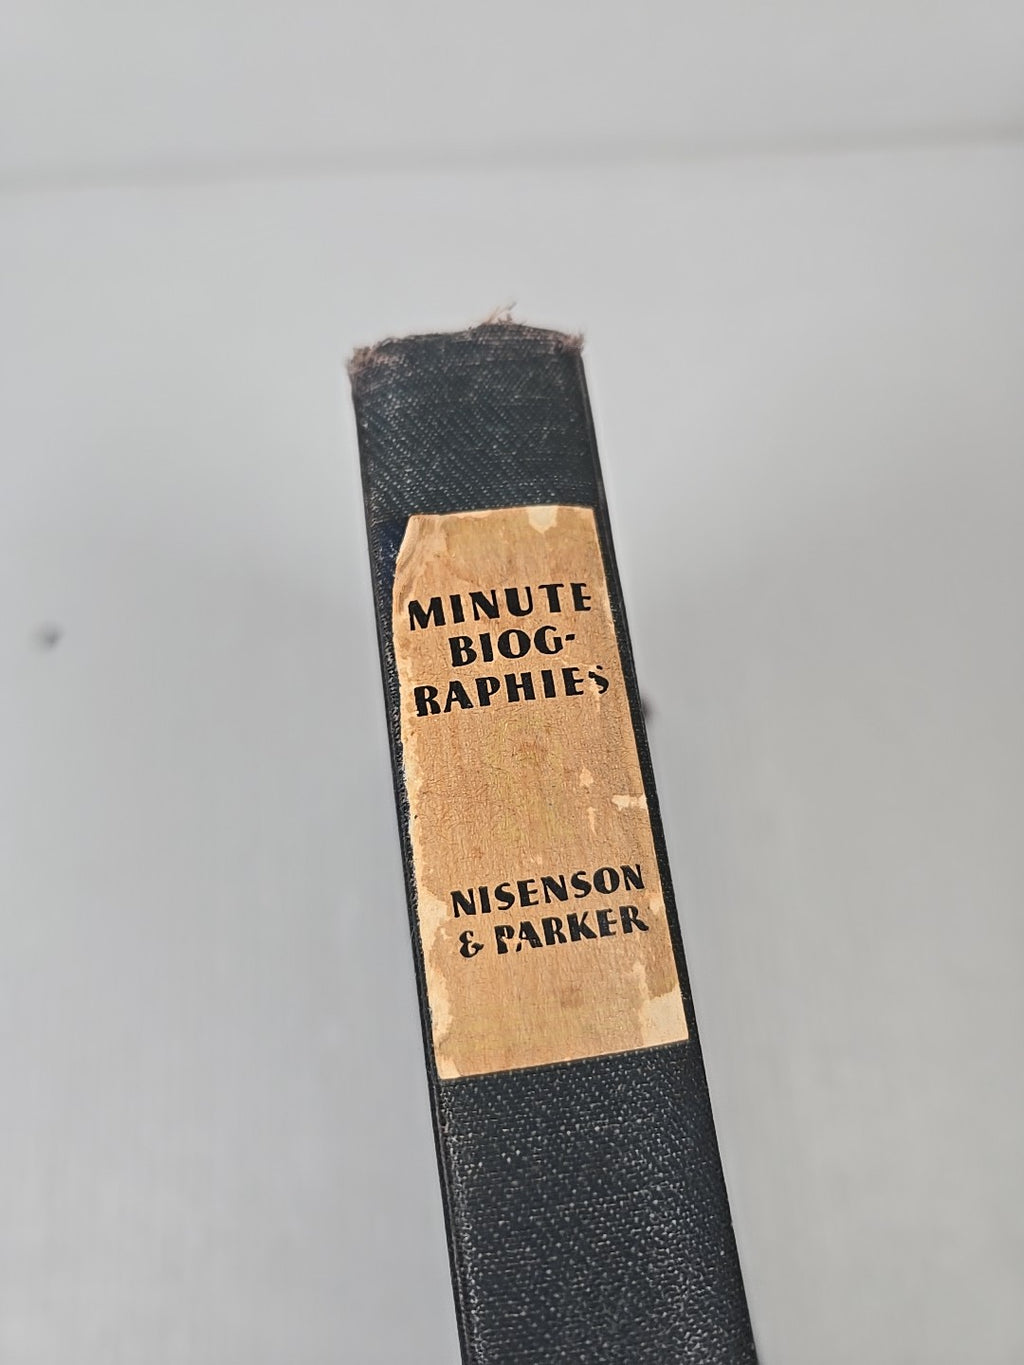 MINUTE
BIOG-
RAPHIES
NISENSON
& PARKER